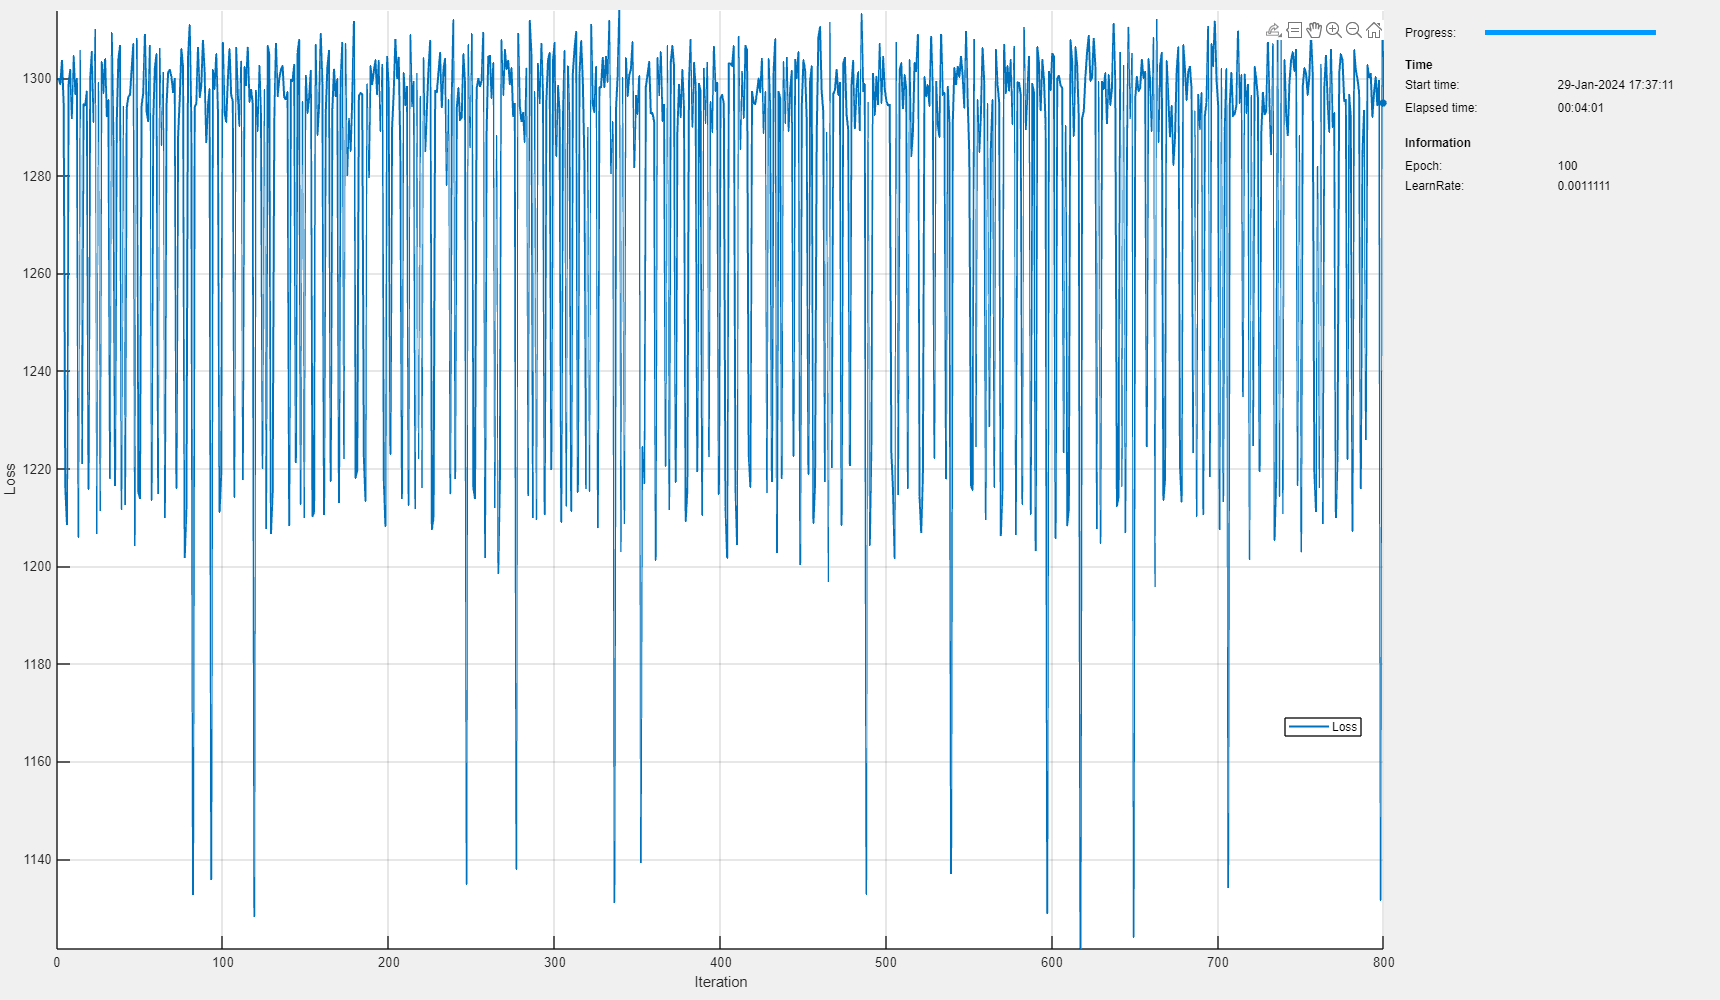 Progress:
Time
Start time: 29-Jan-2024 17:37:11
Elapsed time: 00:04:01
Information
Epoch: 100
LearnRate: 0.0011111
1300
1280
1260
1240
1220
1200
1180
1160
1140
Loss
Loss
0 100 200 300 400 500 600 700 800
Iteration